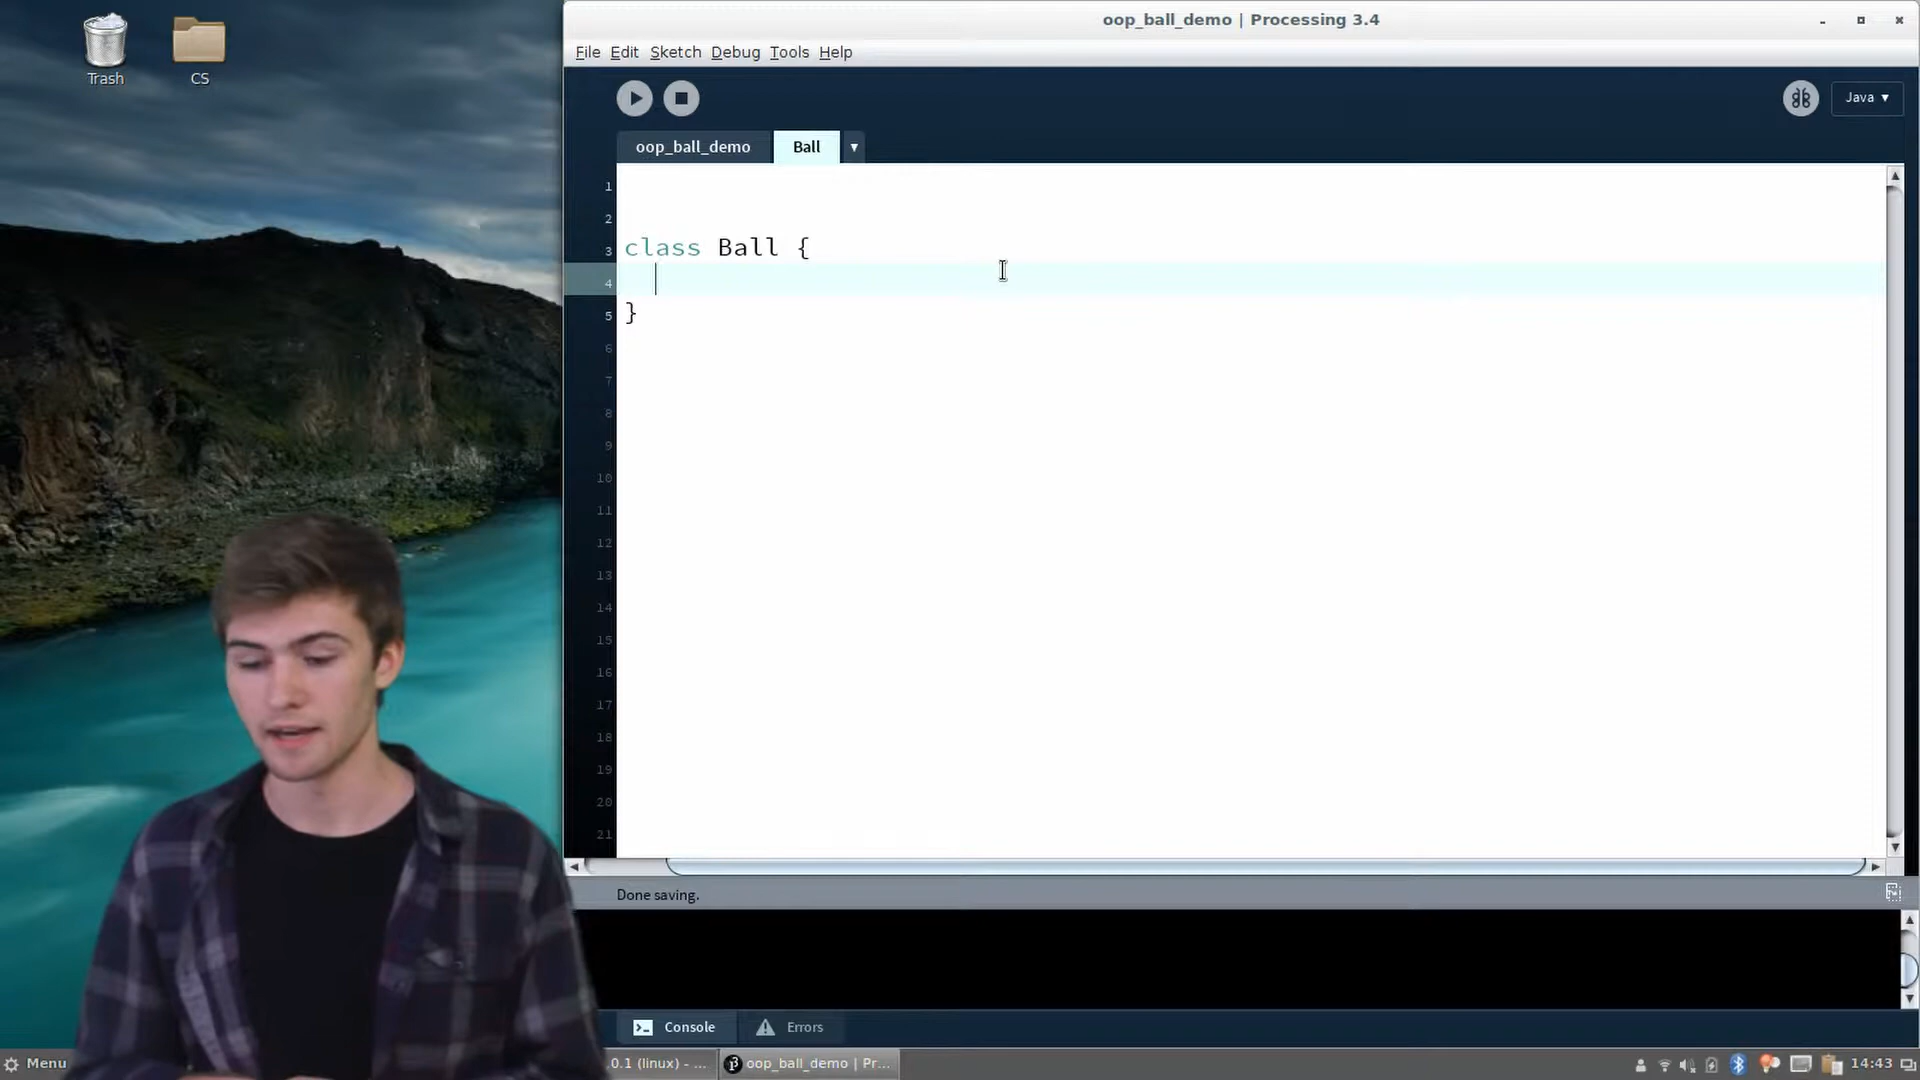 Trash
CS
oop_ball_demo | Processing 3.4
File Edit Sketch Debug Tools Help
Java ▾
oop_ball_demo
Ball
▾
1
2
3
class Ball {
4
5
}
6
7
8
9
10
11
12
13
14
15
16
17
18
19
20
21
Done saving.
Console
Errors
Menu
.0.1 (linux) - ...
oop_ball_demo | Pr...
14:43